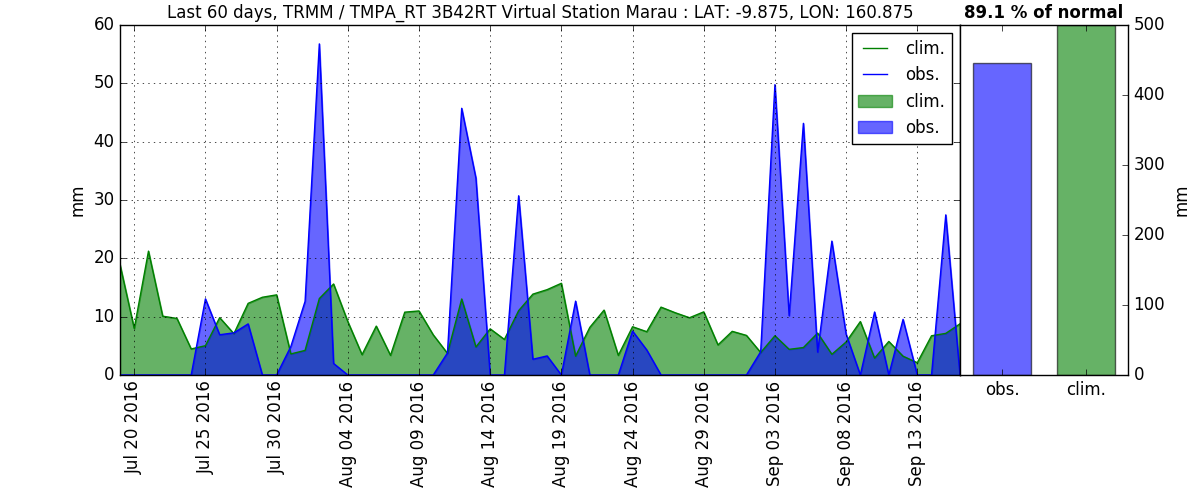 Last 60 days, TRMM / TMPA_RT 3B42RT Virtual Station Marau : LAT: -9.875, LON: 160.875
89.1 % of normal
60
50
40
30
20
10
0
mm
clim.
obs.
clim.
obs.
500
400
300
200
100
0
mm
obs.
clim.
Jul 20 2016
Jul 25 2016
Jul 30 2016
Aug 04 2016
Aug 09 2016
Aug 14 2016
Aug 19 2016
Aug 24 2016
Aug 29 2016
Sep 03 2016
Sep 08 2016
Sep 13 2016